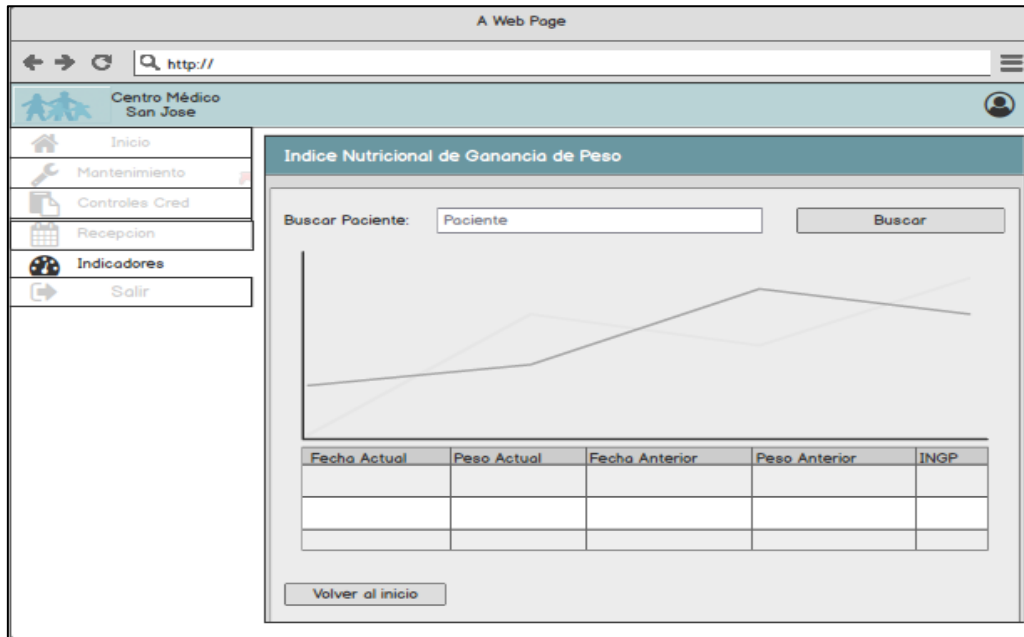 A Web Page
http://
Centro Médico
San Jose
Inicio
Mantenimiento
Controles Cred
Recepcion
Indicadores
Salir
Indice Nutricional de Ganancia de Peso
Buscar Paciente: Paciente Buscar
Fecha Actual Peso Actual Fecha Anterior Peso Anterior INGP
Volver al inicio